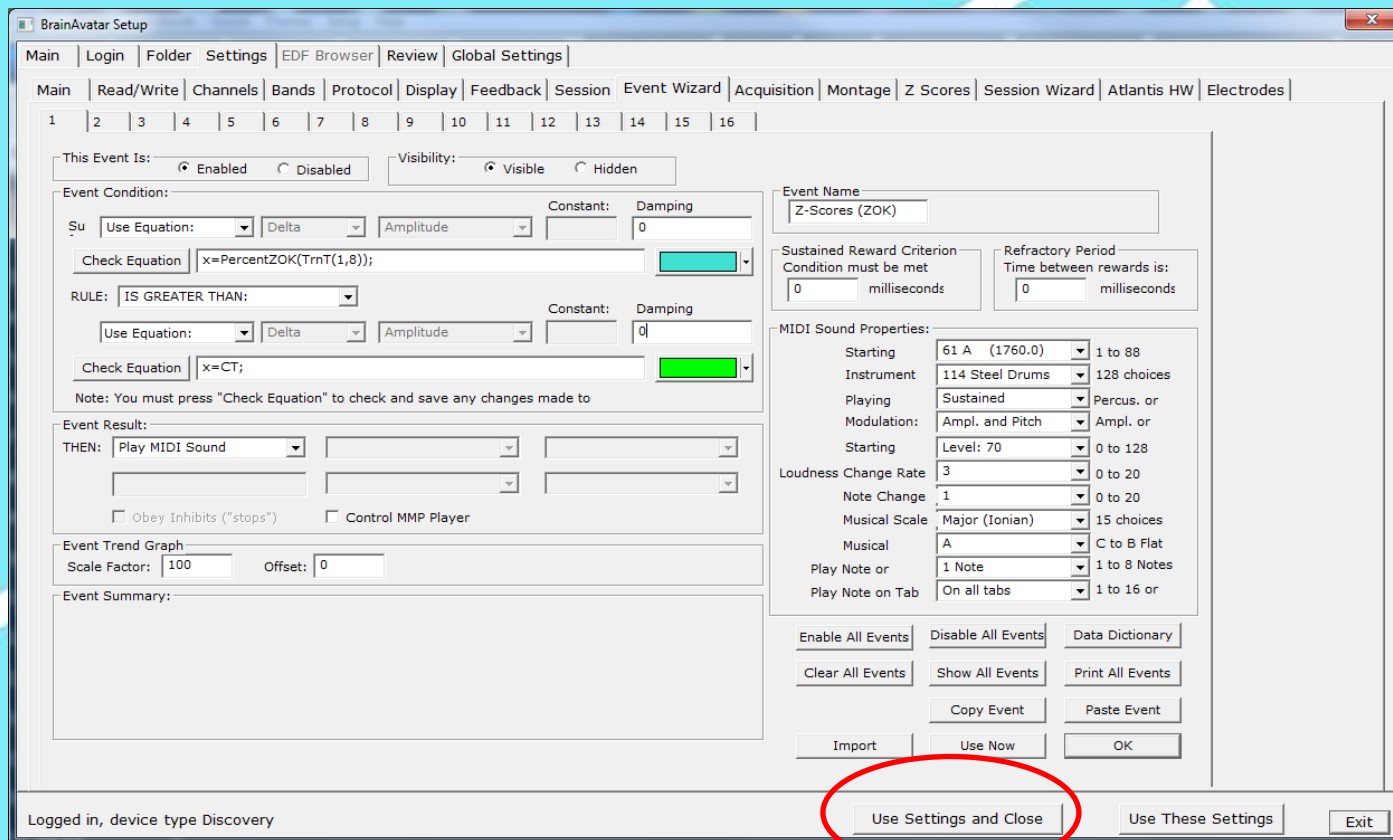 BrainAvatar Setup
Main Login Folder Settings EDF Browser Review Global Settings
Main Read/Write Channels Bands Protocol Display Feedback Session Event Wizard Acquisition Montage Z Scores Session Wizard Atlantis HW Electrodes
1 2 3 4 5 6 7 8 9 10 11 12 13 14 15 16
This Event Is: Enabled Disabled
Visibility: Visible Hidden
Event Condition:
Constant: Damping
Su Use Equation: Delta Amplitude 0
Check Equation x=PercentZOK(TrnT(1,8));
RULE: IS GREATER THAN:
Constant: Damping
Use Equation: Delta Amplitude 0
Check Equation x=CT;
Note: You must press "Check Equation" to check and save any changes made to
Event Result:
THEN: Play MIDI Sound
Obey Inhibits ("stops") Control MMP Player
Event Trend Graph
Scale Factor: 100 Offset: 0
Event Summary:
Event Name
Z-Scores (ZOK)
Sustained Reward Criterion
Condition must be met
0 milliseconds
Refractory Period
Time between rewards is:
0 milliseconds
MIDI Sound Properties:
Starting 61 A (1760.0) 1 to 88
Instrument 114 Steel Drums 128 choices
Playing Sustained Percus. or
Modulation: Ampl. and Pitch Ampl. or
Starting Level: 70 0 to 128
Loudness Change Rate 3 0 to 20
Note Change 1 0 to 20
Musical Scale Major (Ionian) 15 choices
Musical A C to B Flat
Play Note or 1 Note 1 to 8 Notes
Play Note on Tab On all tabs 1 to 16 or
Enable All Events Disable All Events Data Dictionary
Clear All Events Show All Events Print All Events
Copy Event Paste Event
Import Use Now OK
Logged in, device type Discovery Use Settings and Close Use These Settings Exit